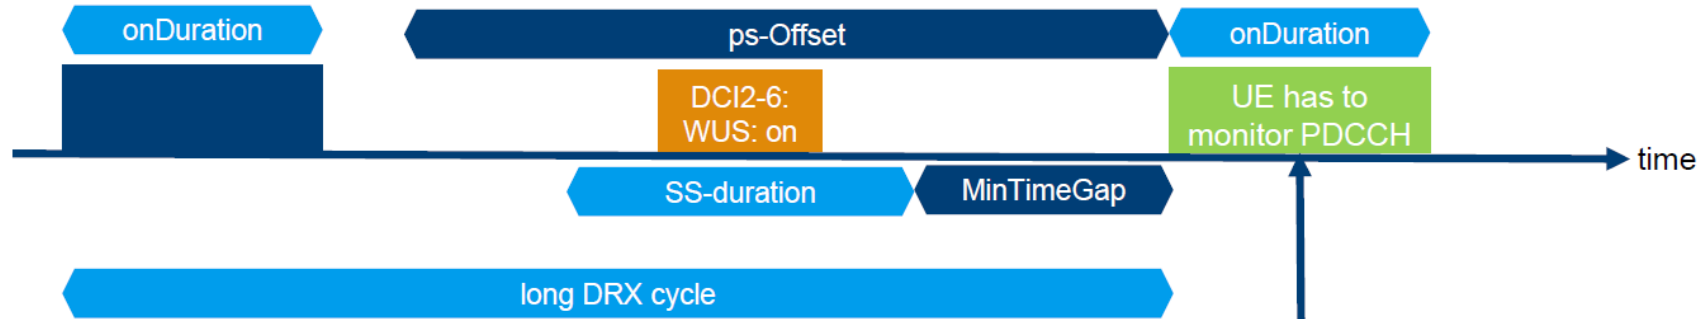 onDuration
ps-Offset
onDuration
DCI2-6:
WUS: on
UE has to
monitor PDCCH
time
SS-duration
MinTimeGap
long DRX cycle